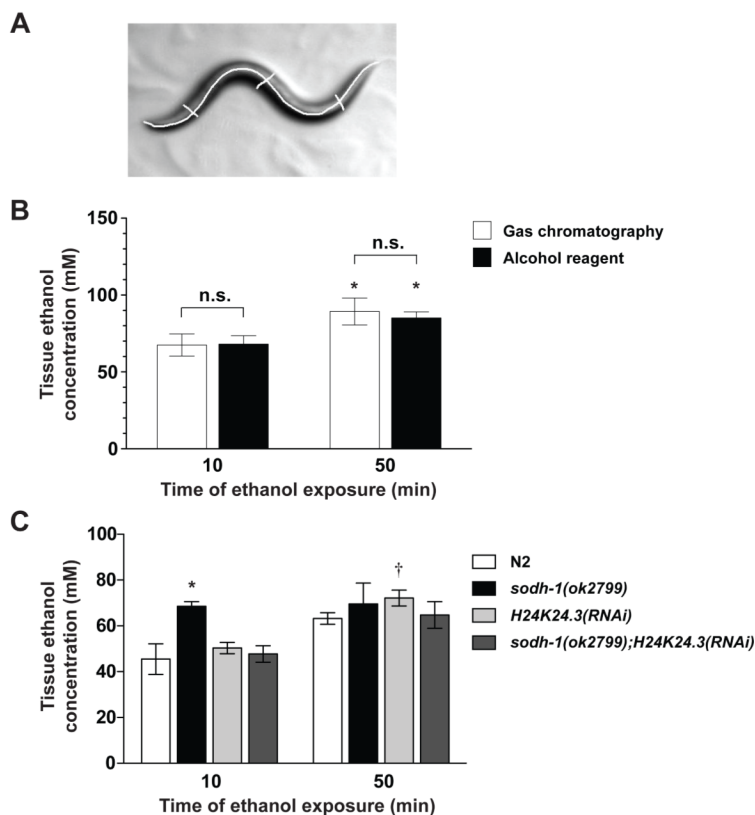 A
B
150
100
50
0
Tissue ethanol
concentration (mM)
n.s.
n.s.
*
*
10
50
Time of ethanol exposure (min)
Gas chromatography
Alcohol reagent
C
100
80
60
40
20
0
Tissue ethanol
concentration (mM)
*
†
10
50
Time of ethanol exposure (min)
N2
sodh-1(ok2799)
H24K24.3(RNAi)
sodh-1(ok2799);H24K24.3(RNAi)